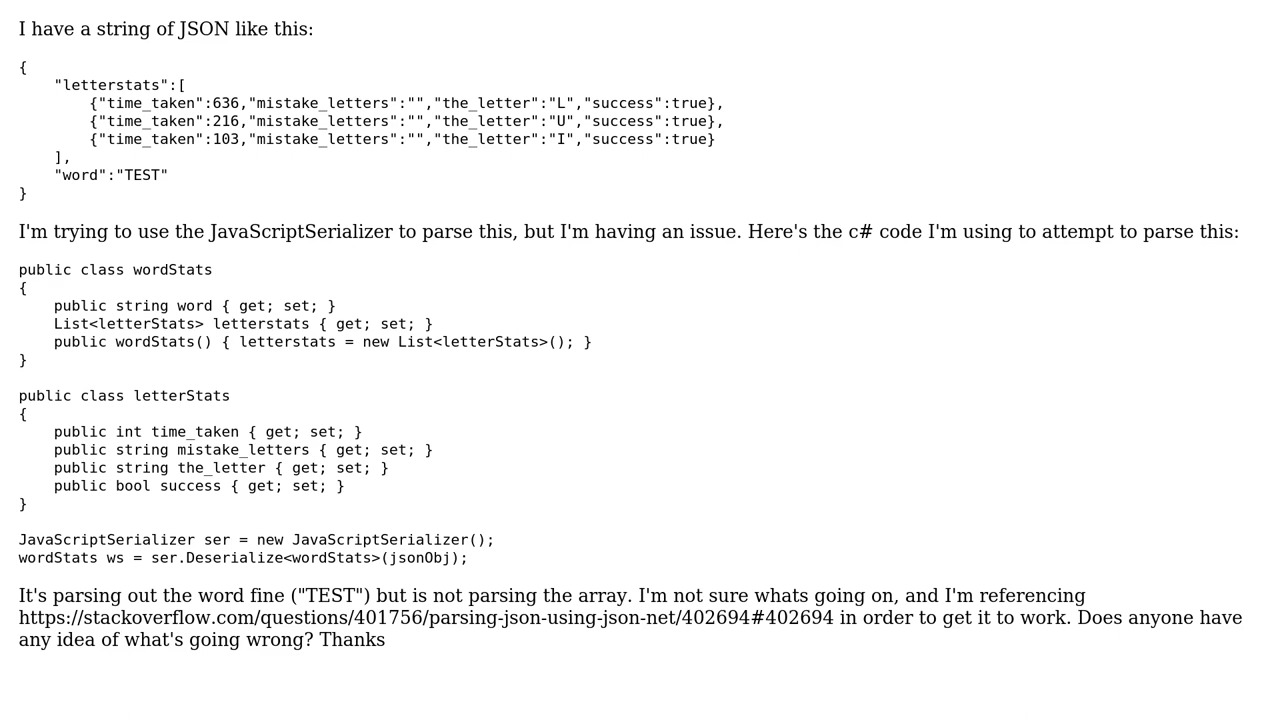 I have a string of JSON like this:
{
    "letterstats":[
        {"time_taken":636,"mistake_letters":"","the_letter":"L","success":true},
        {"time_taken":216,"mistake_letters":"","the_letter":"U","success":true},
        {"time_taken":103,"mistake_letters":"","the_letter":"I","success":true}
    ],
    "word":"TEST"
}
I'm trying to use the JavaScriptSerializer to parse this, but I'm having an issue. Here's the c# code I'm using to attempt to parse this:
public class wordStats
{
    public string word { get; set; }
    List<letterStats> letterstats { get; set; }
    public wordStats() { letterstats = new List<letterStats>(); }
}
public class letterStats
{
    public int time_taken { get; set; }
    public string mistake_letters { get; set; }
    public string the_letter { get; set; }
    public bool success { get; set; }
}
JavaScriptSerializer ser = new JavaScriptSerializer();
wordStats ws = ser.Deserialize<wordStats>(jsonObj);
It's parsing out the word fine ("TEST") but is not parsing the array. I'm not sure whats going on, and I'm referencing
https://stackoverflow.com/questions/401756/parsing-json-using-json-net/402694#402694 in order to get it to work. Does anyone have
any idea of what's going wrong? Thanks